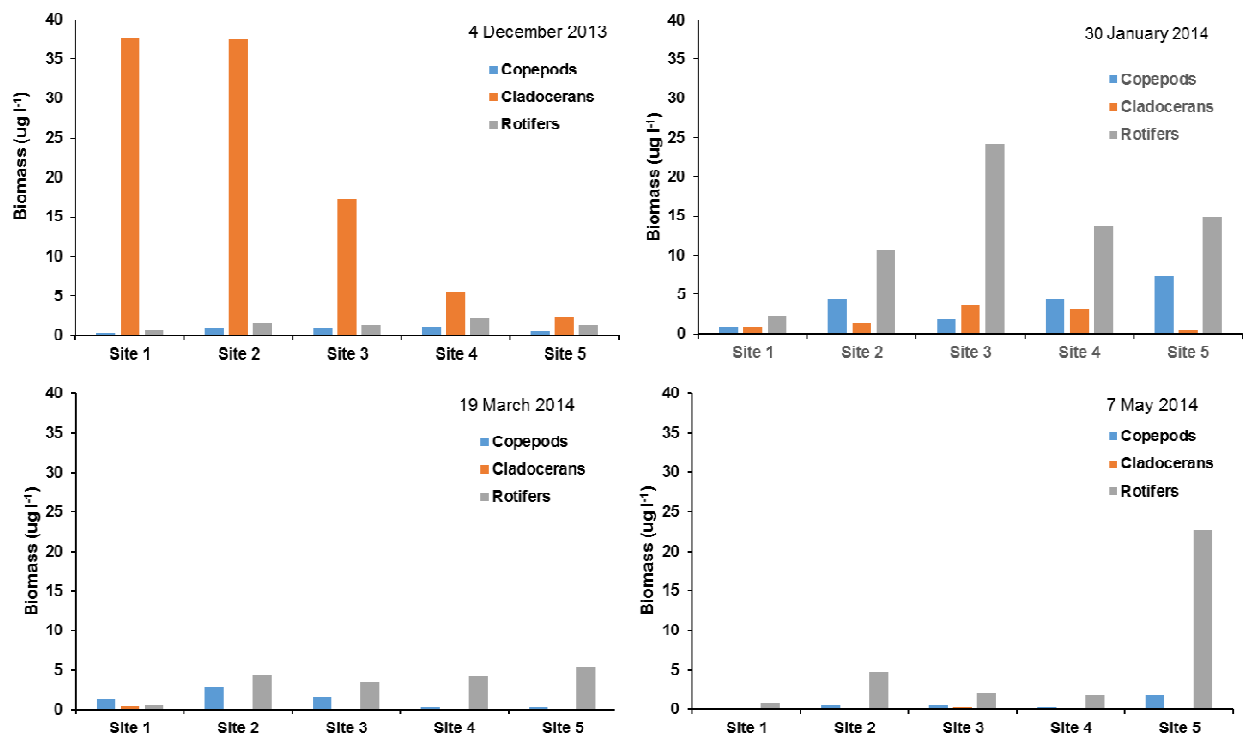 4 December 2013
Copepods
Cladocerans
Rotifers
Biomass (ug l-1)
40
35
30
25
20
15
10
5
0
Site 1 Site 2 Site 3 Site 4 Site 5
30 January 2014
Copepods
Cladocerans
Rotifers
Biomass (ug l-1)
40
35
30
25
20
15
10
5
0
Site 1 Site 2 Site 3 Site 4 Site 5
19 March 2014
Copepods
Cladocerans
Rotifers
Biomass (ug l-1)
40
35
30
25
20
15
10
5
0
Site 1 Site 2 Site 3 Site 4 Site 5
7 May 2014
Copepods
Cladocerans
Rotifers
Biomass (ug l-1)
40
35
30
25
20
15
10
5
0
Site 1 Site 2 Site 3 Site 4 Site 5